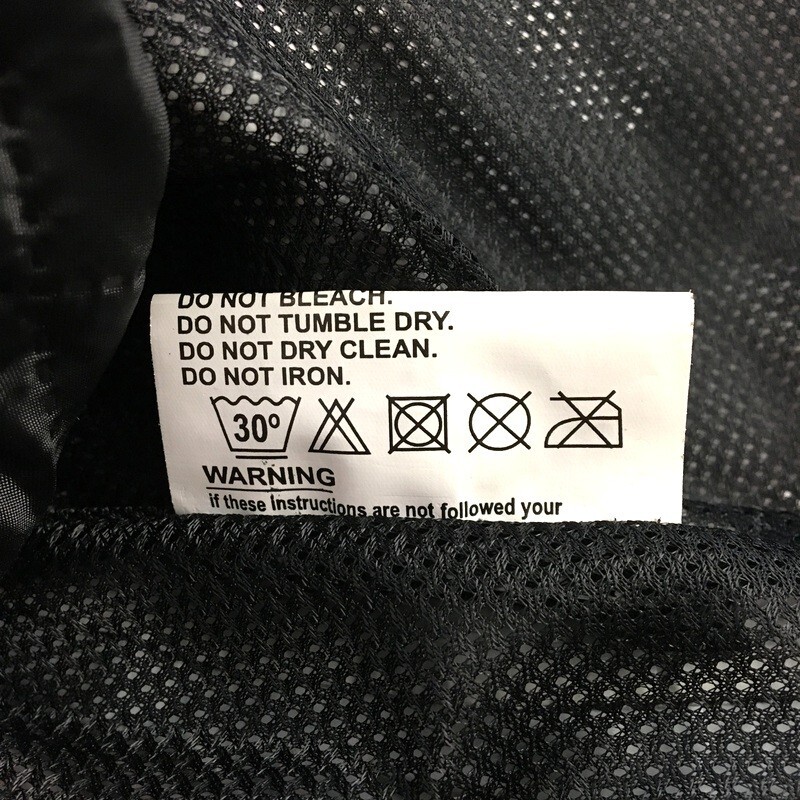 DO NOT BLEACH.
DO NOT TUMBLE DRY.
DO NOT DRY CLEAN.
DO NOT IRON.
30º
WARNING
if these instructions are not followed your